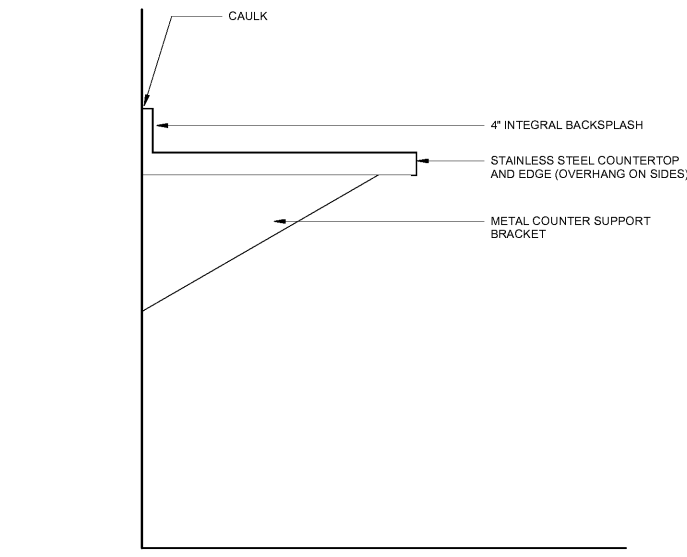 CAULK
4" INTEGRAL BACKSPLASH
STAINLESS STEEL COUNTERTOP
AND EDGE (OVERHANG ON SIDES)
METAL COUNTER SUPPORT
BRACKET